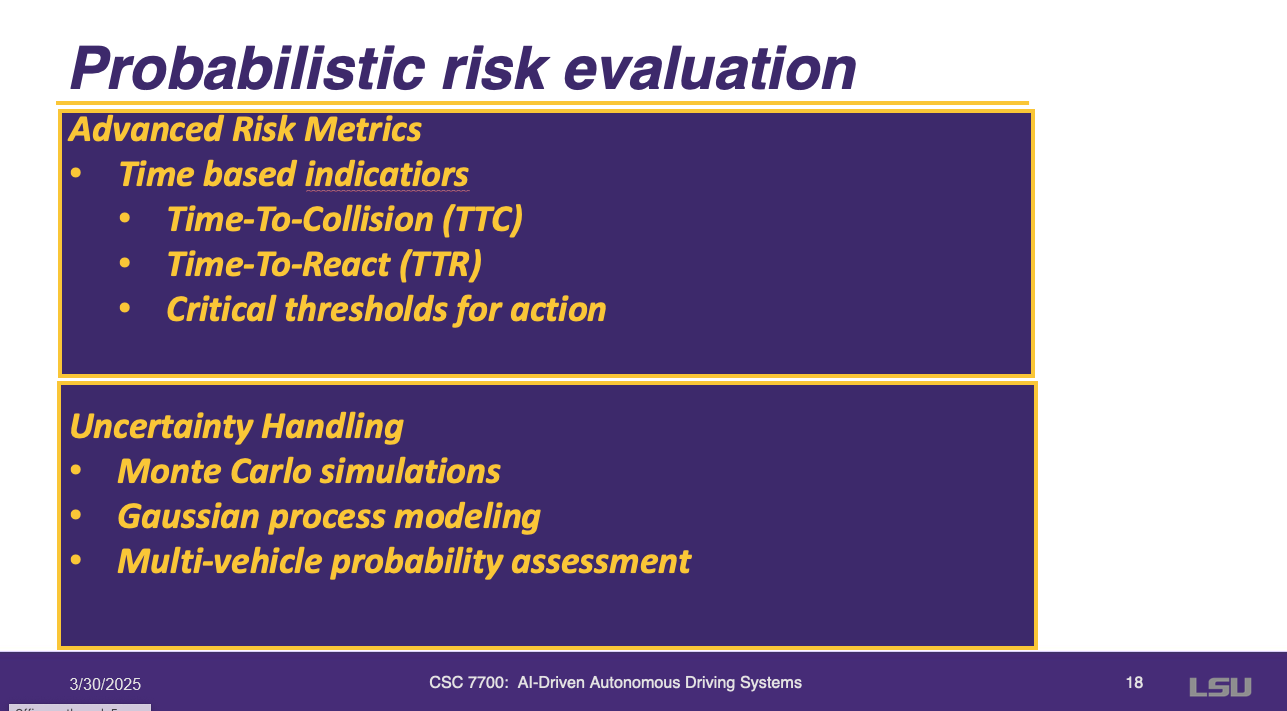 Probabilistic risk evaluation
Advanced Risk Metrics
• Time based indicatiors
• Time-To-Collision (TTC)
• Time-To-React (TTR)
• Critical thresholds for action
Uncertainty Handling
• Monte Carlo simulations
• Gaussian process modeling
• Multi-vehicle probability assessment
3/30/2025
CSC 7700: AI-Driven Autonomous Driving Systems
18
LSU